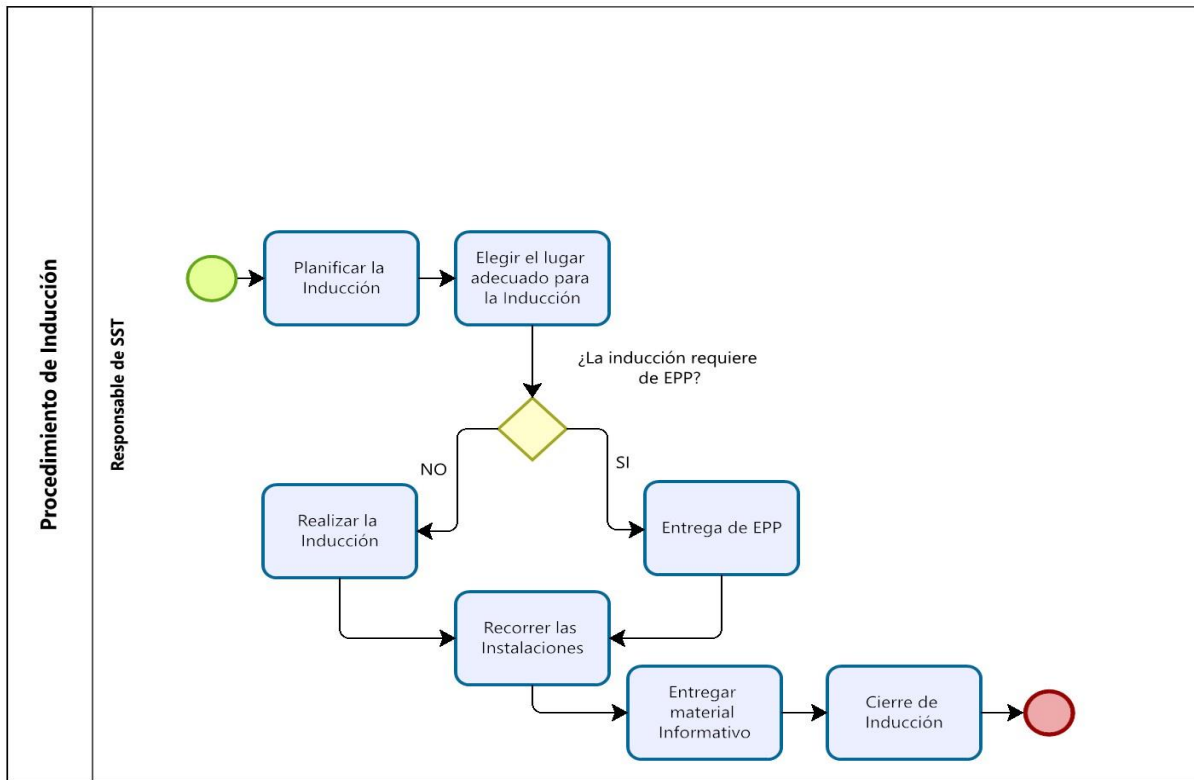 Procedimiento de Inducción
Responsable de SST
Planificar la
Inducción
Elegir el lugar
adecuado para
la Inducción
¿La inducción requiere
de EPP?
NO
SI
Realizar la
Inducción
Entrega de EPP
Recorrer las
Instalaciones
Entregar
material
Informativo
Cierre de
Inducción